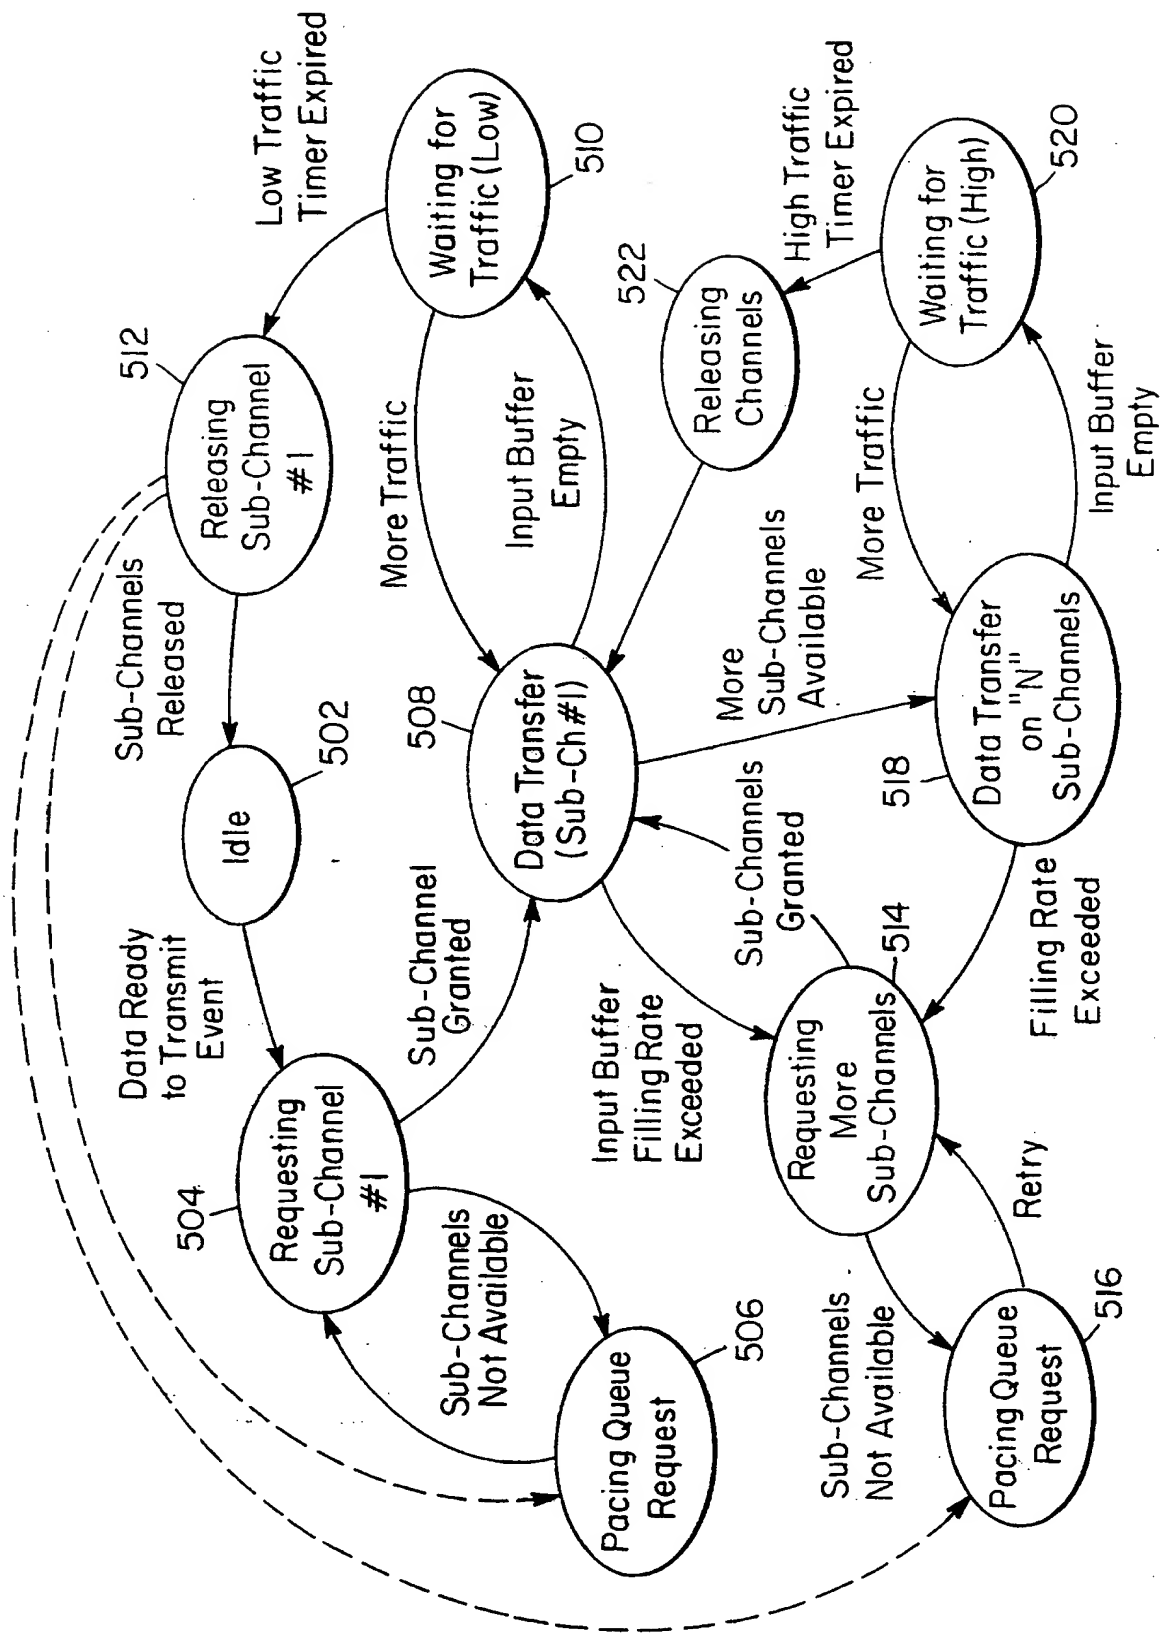 Low Traffic
Timer Expired
512
Releasing
Sub-Channel
#1
Waiting for
Traffic (Low)
510
Sub-Channels
Released
More Traffic
Input Buffer
Empty
522
Releasing
Channels
High Traffic
Timer Expired
Waiting for
Traffic (High)
520
Idle
502
508
Data Transfer
(Sub-Ch#1)
More
Sub-Channels
Available
More Traffic
Input Buffer
Empty
Data Ready
to Transmit
Event
Sub-Channel
Granted
Sub-Channels
Granted
518
Data Transfer
on "N"
Sub-Channels
504
Requesting
Sub-Channel
#1
Input Buffer
Filling Rate
Exceeded
514
Requesting
More
Sub-Channels
Filling Rate
Exceeded
Sub-Channels
Not Available
506
Pacing Queue
Request
Sub-Channels
Not Available
Retry
516
Pacing Queue
Request